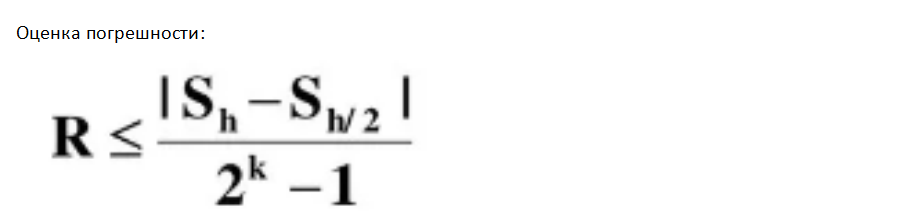 Оценка погрешности:
R ≤ |S_h − S_h/2| / 2^k − 1